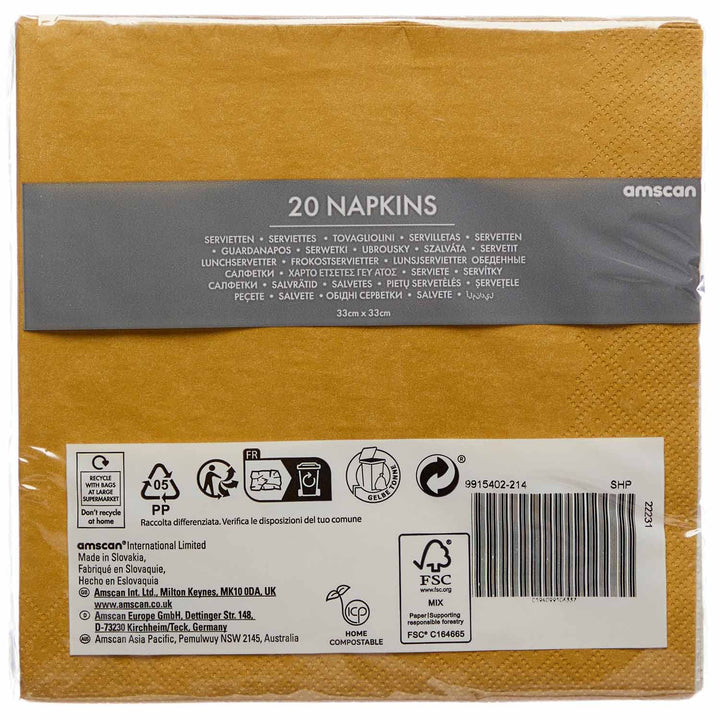 amscan
20 NAPKINS
SERVIETTEN • SERVIETTES • TOVAGLIOLINI • SERVILLETAS • SERVETTEN
• GUARDANAPOS • SERWETKI • UBROUSKY • SZALVÁTA • SERVETIT
LUNCHSERVETTER • FROKOSTSERVIETTER • LUNSJSERVIETTER ОБЕДЕННЫЕ
САЛФЕТКИ • ΧΑΡΤΟ ΕΤΣΕΤΕΣ ΓΕΥ ΑΤΟΣ • SERVIETE • SERVÍTKY
САЛФЕТКИ • SALVRÄTID • SALVETES • PIETŲ SERVETĖLĖS • ȘERVEȚELE
PEÇETE • SALVETE • ОБІДНІ СЕРВЕТКИ • SALVETE •
33cm x 33cm
RECYCLE
WITH BAGS
AT LARGE
SUPERMARKET
Don't recycle
at home
05
PP
FR
GELBE TONNE
®
Raccolta differenziata. Verifica le disposizioni del tuo comune
9915402-214 SHP
22231
amscan® International Limited
Made in Slovakia,
Fabriqué en Slovaquie,
Hecho en Eslovaquia
GB Amscan Int. Ltd., Milton Keynes, MK10 0DA, UK
www.amscan.co.uk
D Amscan Europe GmbH, Dettinger Str. 148,
D-73230 Kirchheim/Teck, Germany
AUS Amscan Asia Pacific, Pemulwuy NSW 2145, Australia
icp
HOME
COMPOSTABLE
FSC
www.fsc.org
MIX
Paper | Supporting
responsible forestry
FSC® C164665